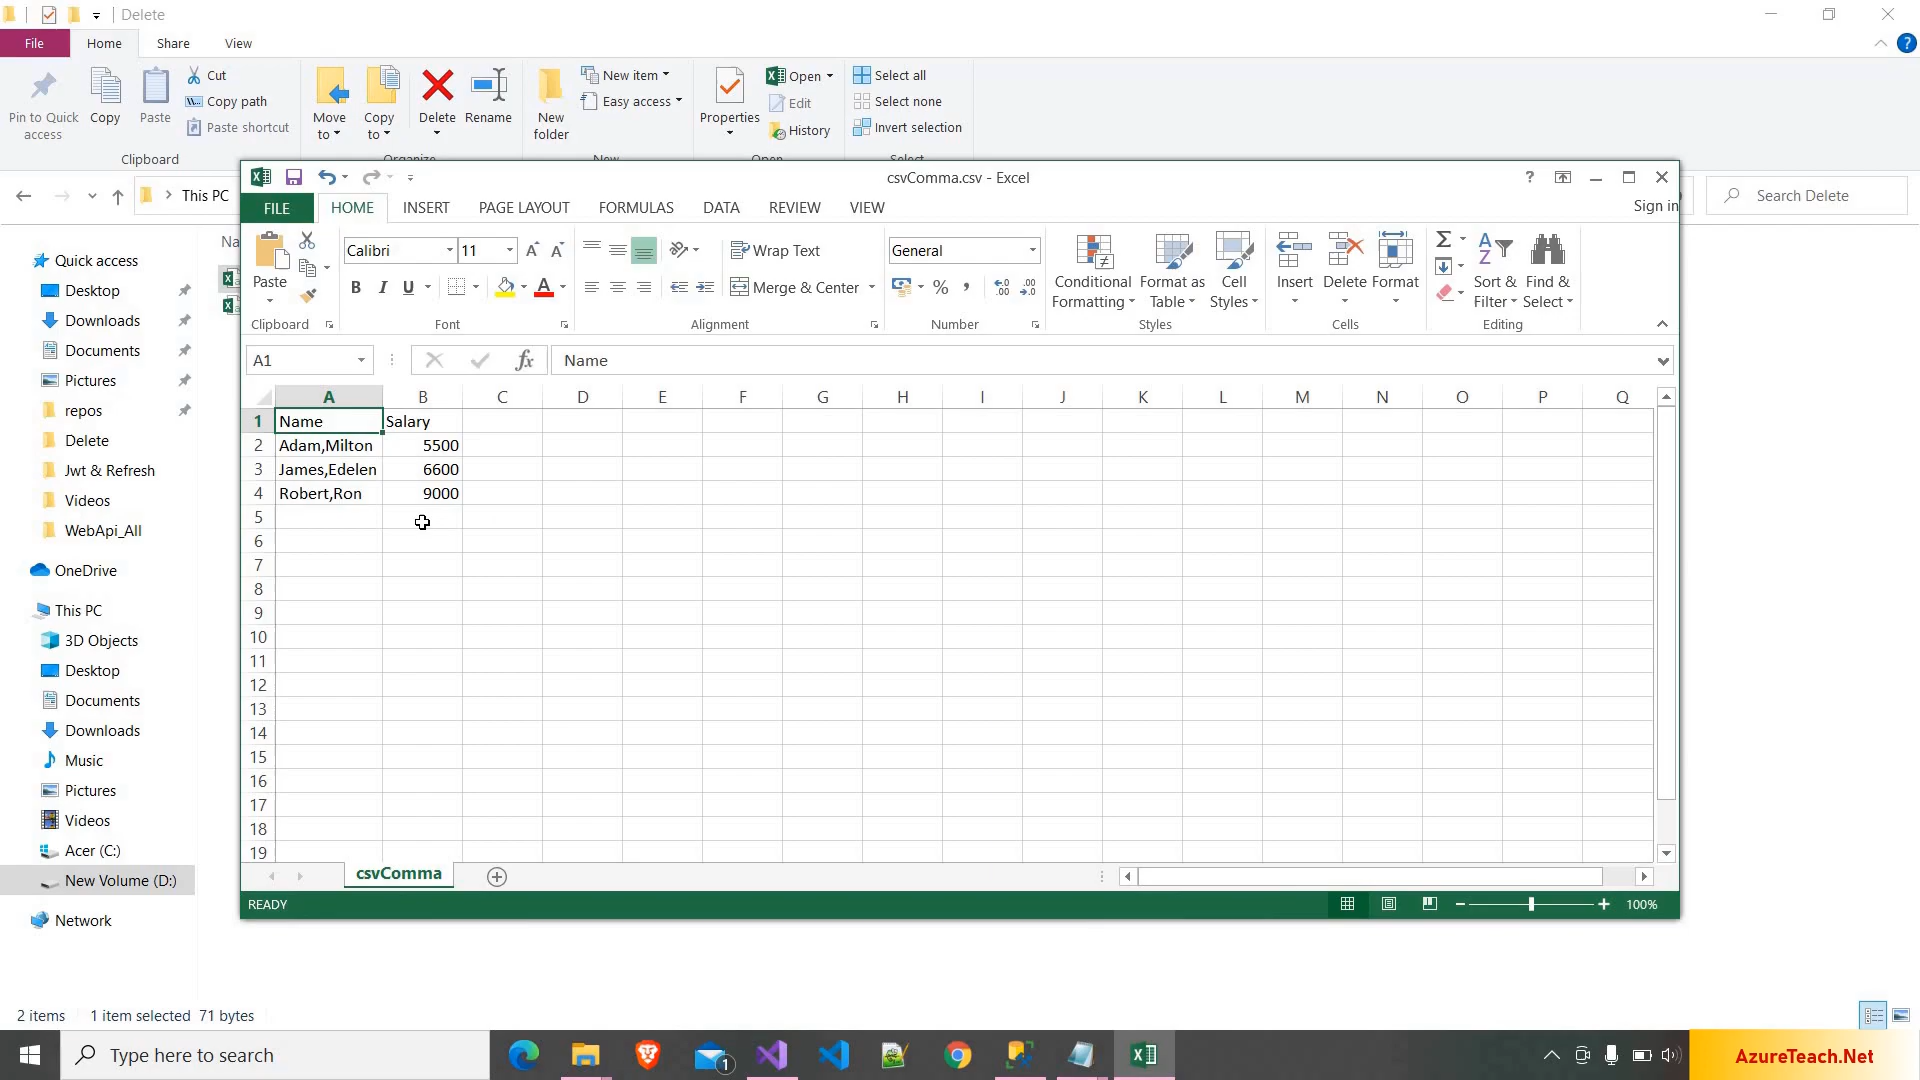 Delete
File Home Share View
Pin to Quick access
Copy
Paste
Cut
Copy path
Paste shortcut
Clipboard
Move to
Copy to
Delete
Rename
Organize
New folder
New item
Easy access
New
Properties
Open
Edit
History
Open
Select all
Select none
Invert selection
Select
This PC
Search Delete
csvComma.csv - Excel
?
FILE HOME INSERT PAGE LAYOUT FORMULAS DATA REVIEW VIEW
Sign in
Paste
Clipboard
Calibri 11
B I U
Font
Wrap Text
Merge & Center
Alignment
General
%
Number
Conditional Formatting
Format as Table
Cell Styles
Styles
Insert
Delete
Format
Cells
Sort & Filter
Find & Select
Editing
A1 fx Name
A B C D E F G H I J K L M N O P Q
1 Name Salary
2 Adam,Milton 5500
3 James,Edelen 6600
4 Robert,Ron 9000
5
6
7
8
9
10
11
12
13
14
15
16
17
18
19
csvComma
READY
100%
Na
Quick access
Desktop
Downloads
Documents
Pictures
repos
Delete
Jwt & Refresh
Videos
WebApi_All
OneDrive
This PC
3D Objects
Desktop
Documents
Downloads
Music
Pictures
Videos
Acer (C:)
New Volume (D:)
Network
2 items 1 item selected 71 bytes
Type here to search
1
AzureTeach.Net